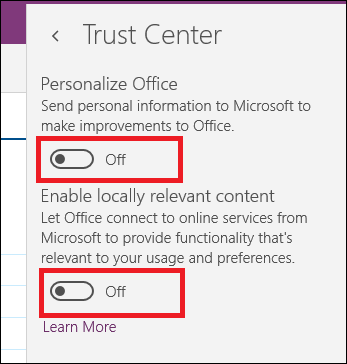 Trust Center
Personalize Office
Send personal information to Microsoft to
make improvements to Office.
Off
Enable locally relevant content
Let Office connect to online services from
Microsoft to provide functionality that's
relevant to your usage and preferences.
Off
Learn More